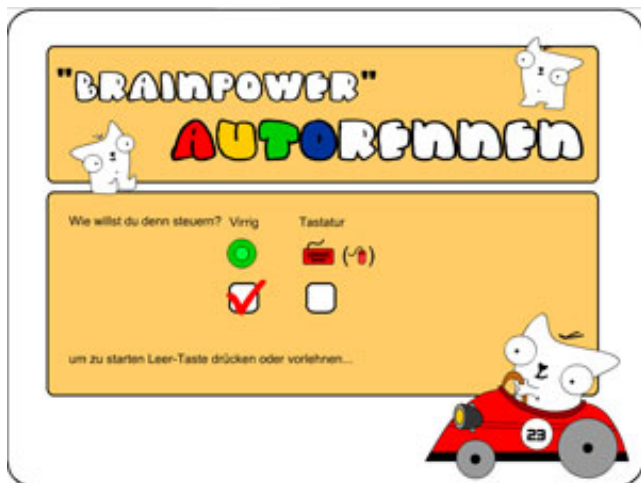 "BRAINPOWER"
AUTORENNEN
Wie willst du denn steuern? Virrig Tastatur
um zu starten Leer-Taste drücken oder vorlehnen...
23